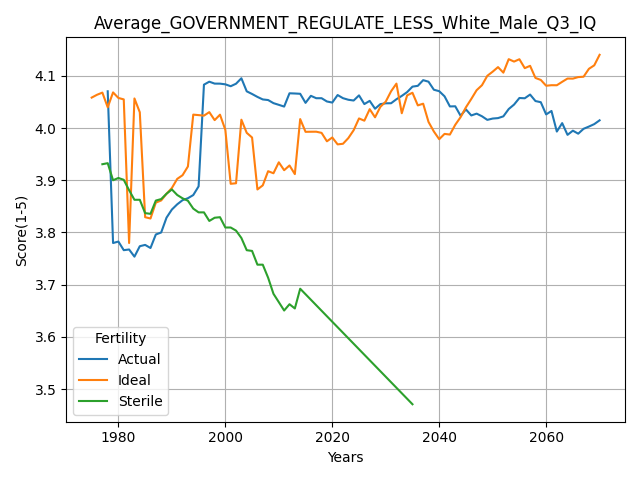 Average_GOVERNMENT_REGULATE_LESS_White_Male_Q3_IQ
Score(1-5)
4.1
4.0
3.9
3.8
3.7
3.6
3.5
Fertility
Actual
Ideal
Sterile
1980 2000 2020 2040 2060
Years